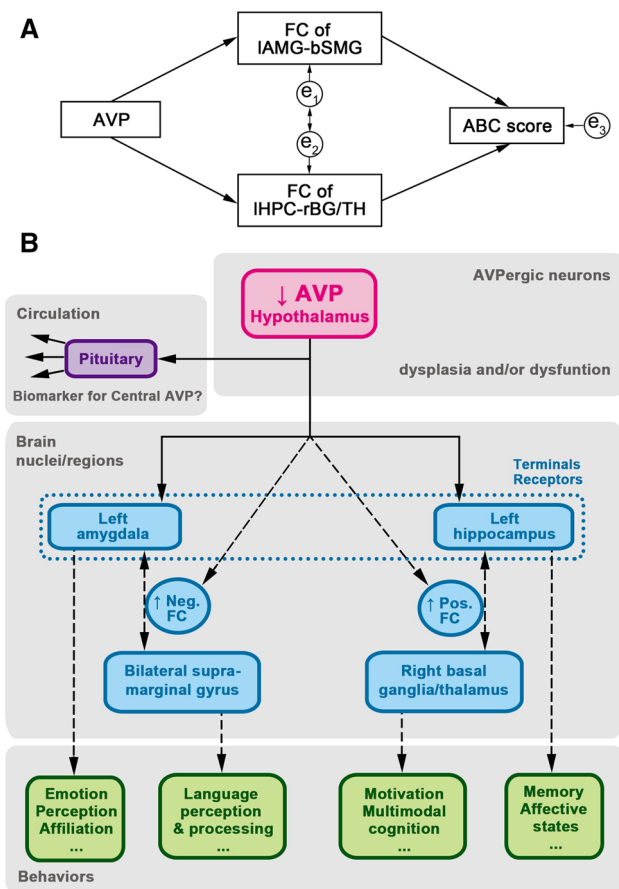 A
FC of
lAMG-bSMG
e1
AVP
ABC score
e3
e2
FC of
lHPC-rBG/TH
B
AVPergic neurons
↓ AVP
Hypothalamus
Circulation
Pituitary
dysplasia and/or dysfuntion
Biomarker for Central AVP?
Brain
nuclei/regions
Terminals
Receptors
Left
amygdala
Left
hippocampus
↑ Neg.
FC
↑ Pos.
FC
Bilateral supra-
marginal gyrus
Right basal
ganglia/thalamus
Emotion
Perception
Affiliation
...
Language
perception
& processing
...
Motivation
Multimodal
cognition
...
Memory
Affective
states
...
Behaviors